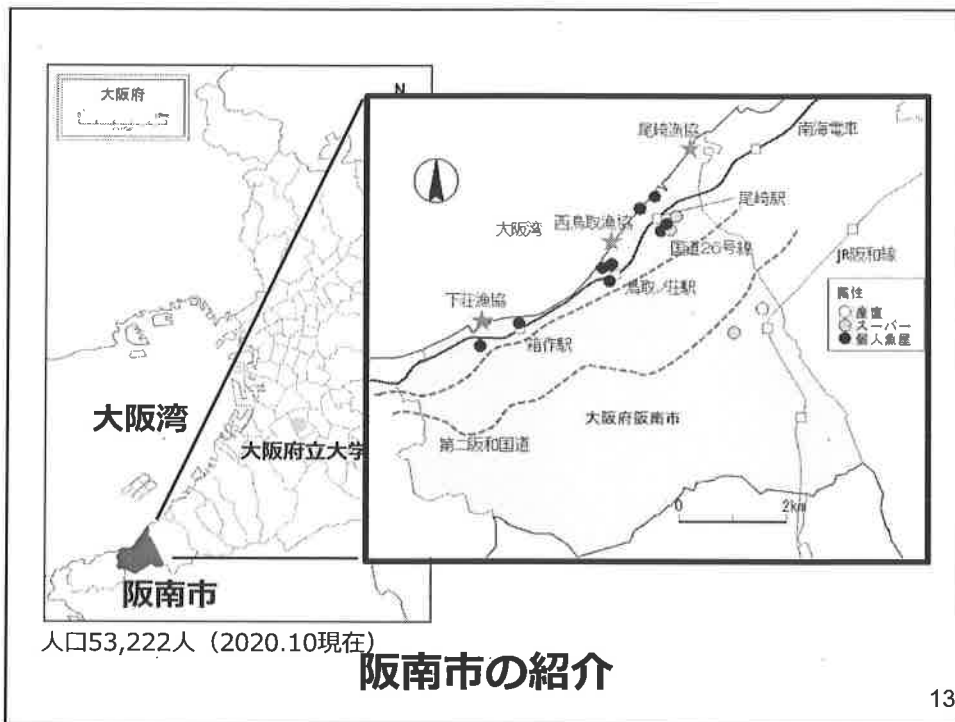 大阪府
N
大阪湾
大阪府立大学
阪南市
尾崎漁協
南海電車
尾崎駅
大阪湾
西鳥取漁協
国道26号線
JR阪和線
鳥取ノ荘駅
下荘漁協
箱作駅
属性
産直
スーパー
個人魚屋
大阪府阪南市
第二阪和国道
2km
人口53,222人（2020.10現在）
阪南市の紹介
13